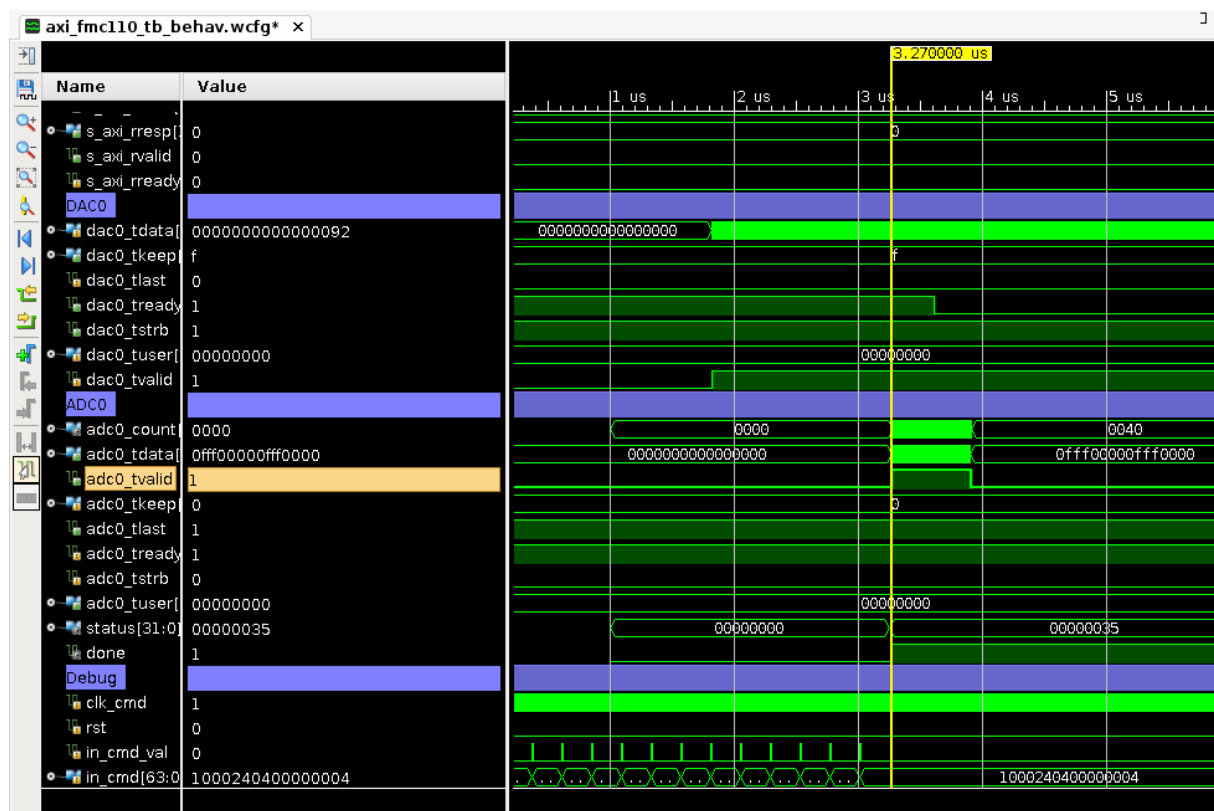 axi_fmc110_tb_behav.wcfg* ×
3.270000 us
Name Value
1 us 2 us 3 us 4 us 5 us
s_axi_rresp[ 0 0
s_axi_rvalid 0
s_axi_rready 0
DAC0
dac0_tdata[ 0000000000000092 0000000000000000
dac0_tkeep[ f f
dac0_tlast 0
dac0_tready 1
dac0_tstrb 1
dac0_tuser[ 00000000 00000000
dac0_tvalid 1
ADC0
adc0_count[ 0000 0000 0040
adc0_tdata[ 0fff00000fff0000 0000000000000000 0fff00000fff0000
adc0_tvalid 1
adc0_tkeep[ 0 0
adc0_tlast 1
adc0_tready 1
adc0_tstrb 0
adc0_tuser[ 00000000 00000000
status[31:0] 00000035 00000000 00000035
done 1
Debug
clk_cmd 1
rst 0
in_cmd_val 0
in_cmd[63:0 1000240400000004 1000240400000004